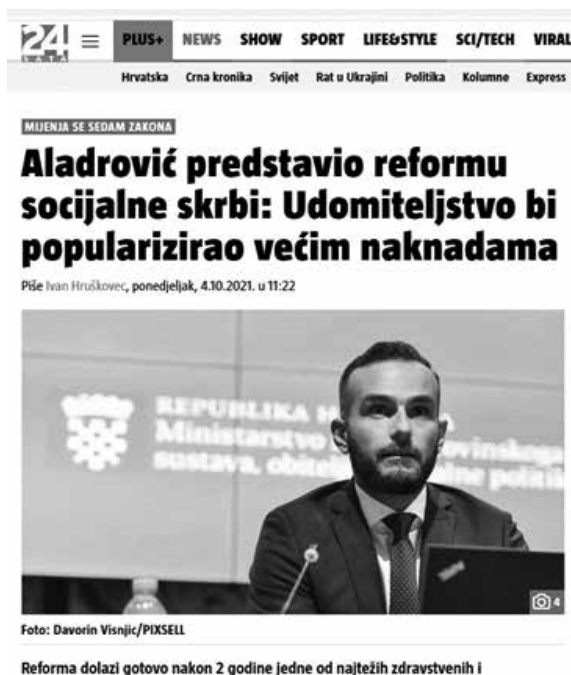 24
SATA
PLUS+ NEWS SHOW SPORT LIFE&STYLE SCI/TECH VIRAL
Hrvatska Crna kronika Svijet Rat u Ukrajini Politika Kolumne Express
MIJENJA SE SEDAM ZAKONA
Aladrović predstavio reformu
socijalne skrbi: Udomiteljstvo bi
popularizirao većim naknadama
Piše Ivan Hruškovec, ponedjeljak, 4.10.2021. u 11:22
REPUBLIKA
Ministarstvo
sustava,
4
Foto: Davorin Visnjic/PIXSELL
Reforma dolazi gotovo nakon 2 godine jedne od najtežih zdravstvenih i